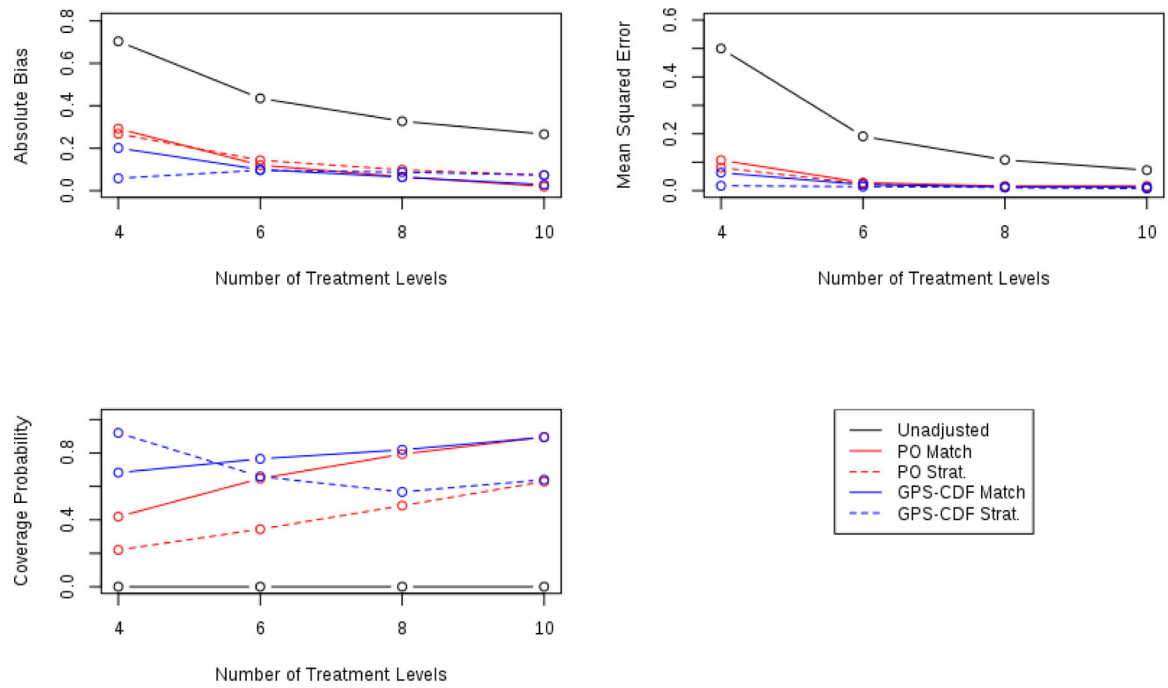 Absolute Bias
0.8
0.6
0.4
0.2
0.0
4 6 8 10
Number of Treatment Levels
Mean Squared Error
0.6
0.4
0.2
0.0
4 6 8 10
Number of Treatment Levels
Coverage Probability
0.8
0.4
0.0
4 6 8 10
Number of Treatment Levels
Unadjusted
PO Match
PO Strat.
GPS-CDF Match
GPS-CDF Strat.